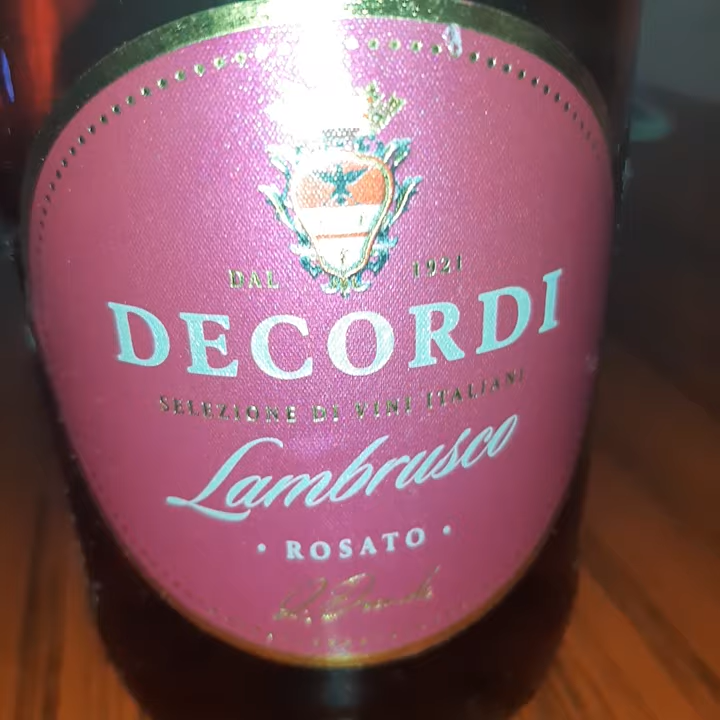 DAL 1921
DECORDI
SELEZIONE DI VINI ITALIANI
Lambrusco
• ROSATO •